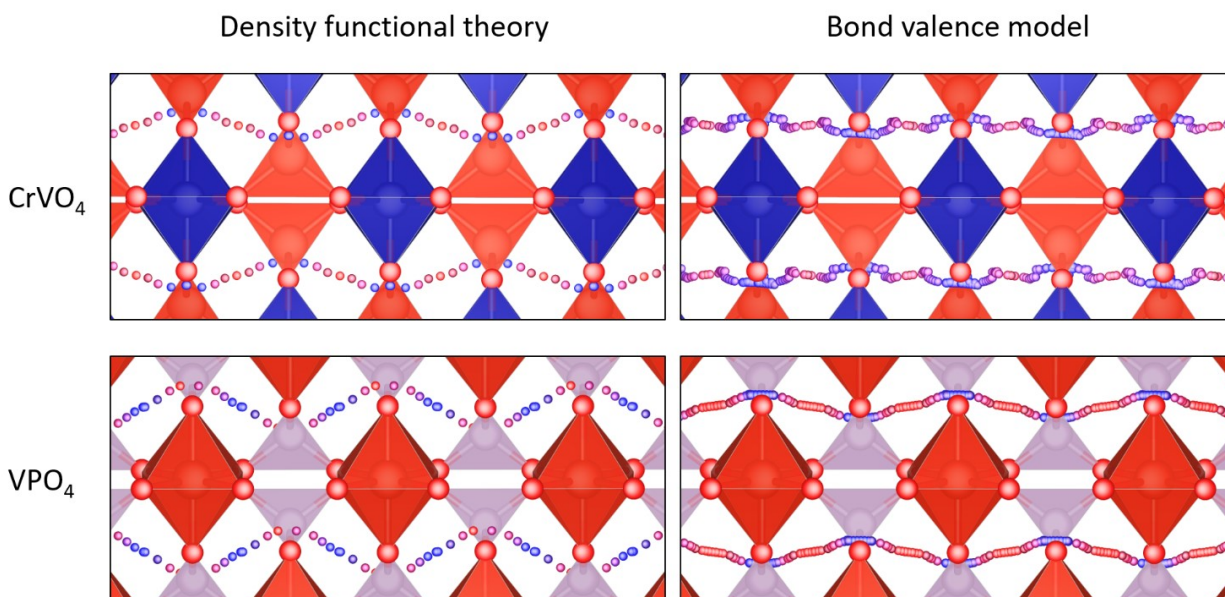 Density functional theory
Bond valence model
CrVO₄
VPO₄